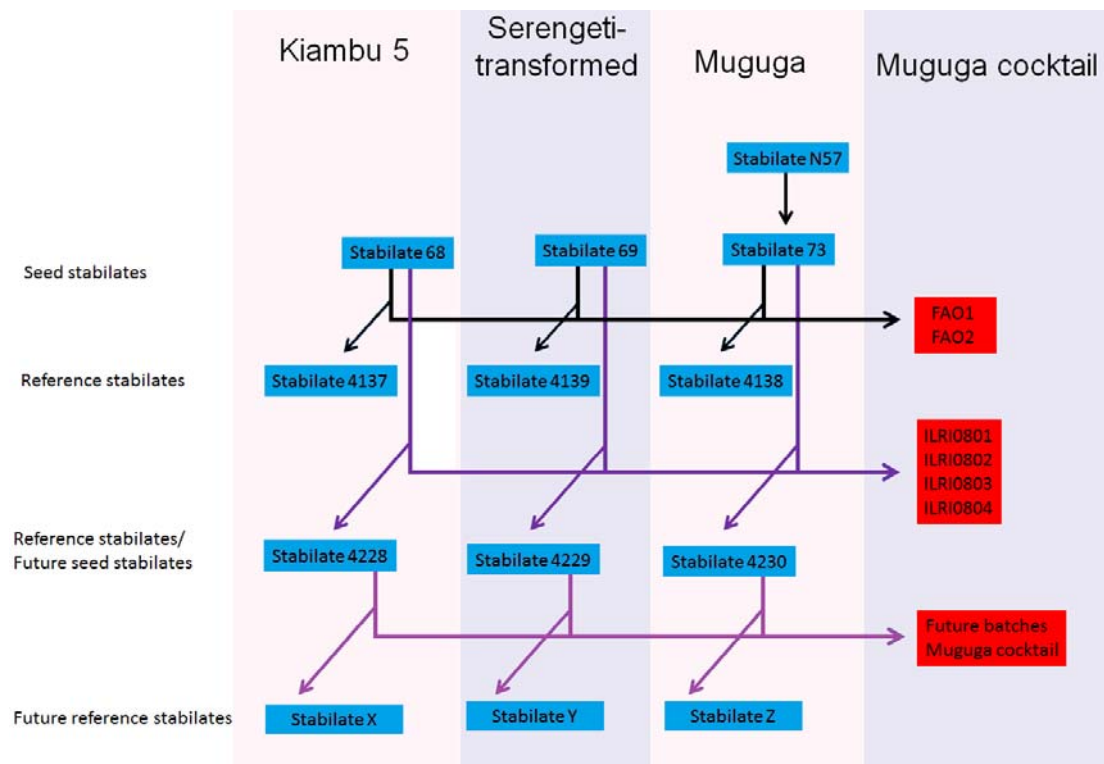 Kiambu 5
Serengeti-
transformed
Muguga
Muguga cocktail
Stabilate N57
Seed stabilates
Stabilate 68
Stabilate 69
Stabilate 73
FAO1
FAO2
Reference stabilates
Stabilate 4137
Stabilate 4139
Stabilate 4138
ILRI0801
ILRI0802
ILRI0803
ILRI0804
Reference stabilates/
Future seed stabilates
Stabilate 4228
Stabilate 4229
Stabilate 4230
Future batches
Muguga cocktail
Future reference stabilates
Stabilate X
Stabilate Y
Stabilate Z